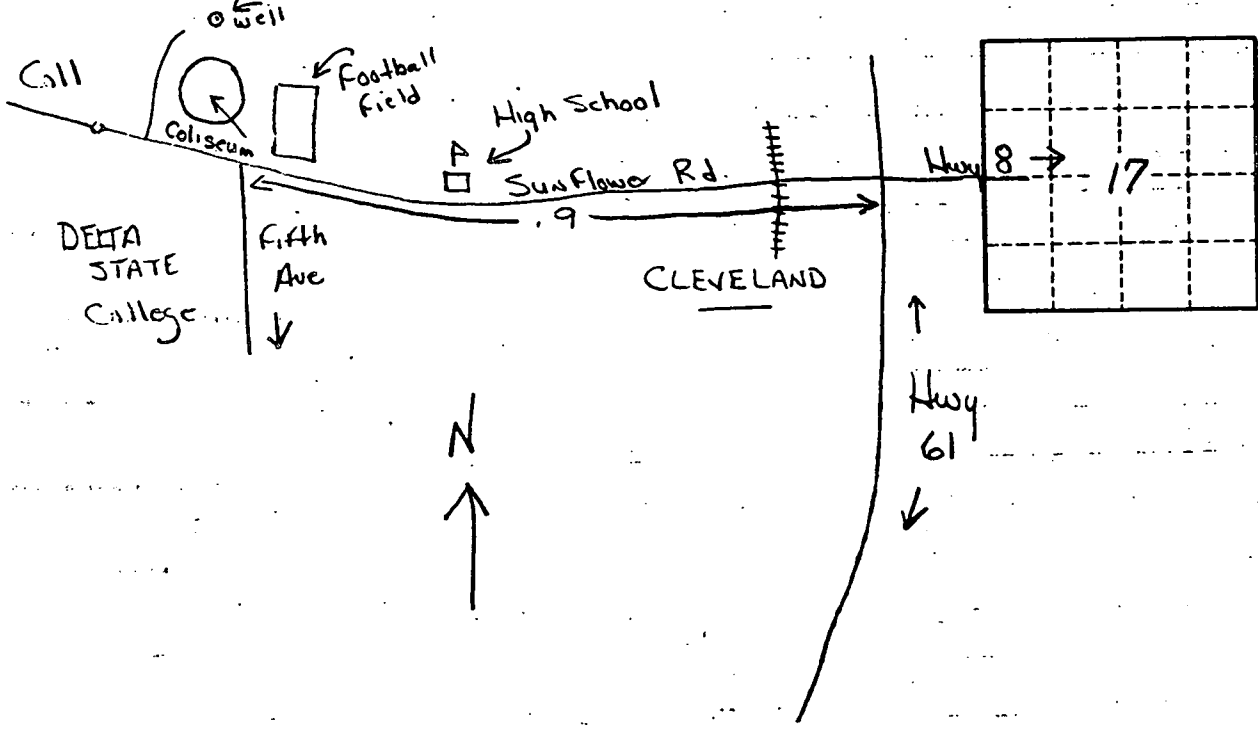 well
Football
Field
Coliseum
High School
SunFlower Rd.
.9
Hwy 8
17
DELTA
STATE
College
Fifth
Ave
CLEVELAND
Hwy
61
N